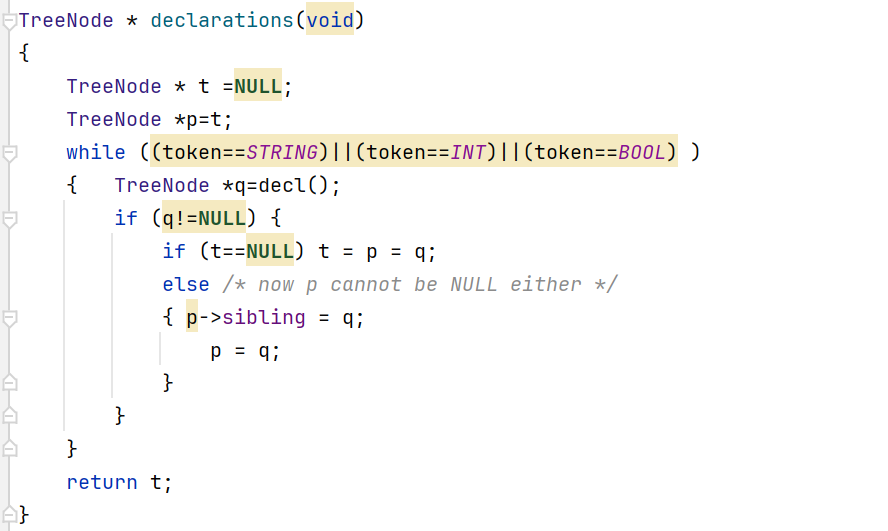 TreeNode * declarations(void)
{
    TreeNode * t =NULL;
    TreeNode *p=t;
    while ((token==STRING)||(token==INT)||(token==BOOL) )
    {   TreeNode *q=decl();
        if (q!=NULL) {
            if (t==NULL) t = p = q;
            else /* now p cannot be NULL either */
            { p->sibling = q;
                p = q;
            }
        }
    }
    return t;
}